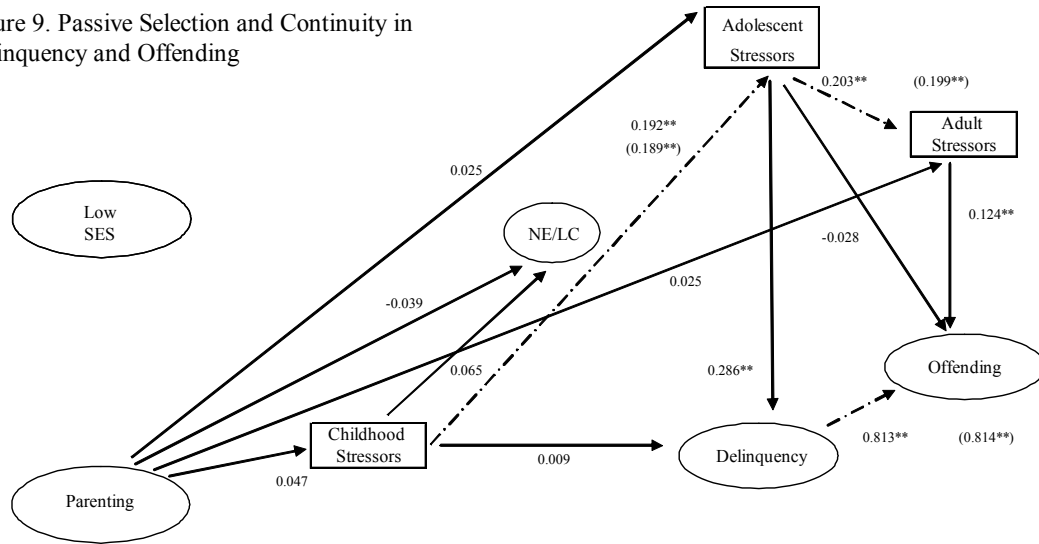 ure 9. Passive Selection and Continuity in
inquency and Offending
Adolescent
Stressors
0.203** (0.199**)
0.192**
(0.189**)
Adult
Stressors
0.025
Low
SES
NE/LC
0.124**
-0.028
-0.039
0.025
0.065
0.286**
Offending
Childhood
Stressors
0.813** (0.814**)
Delinquency
0.009
0.047
Parenting